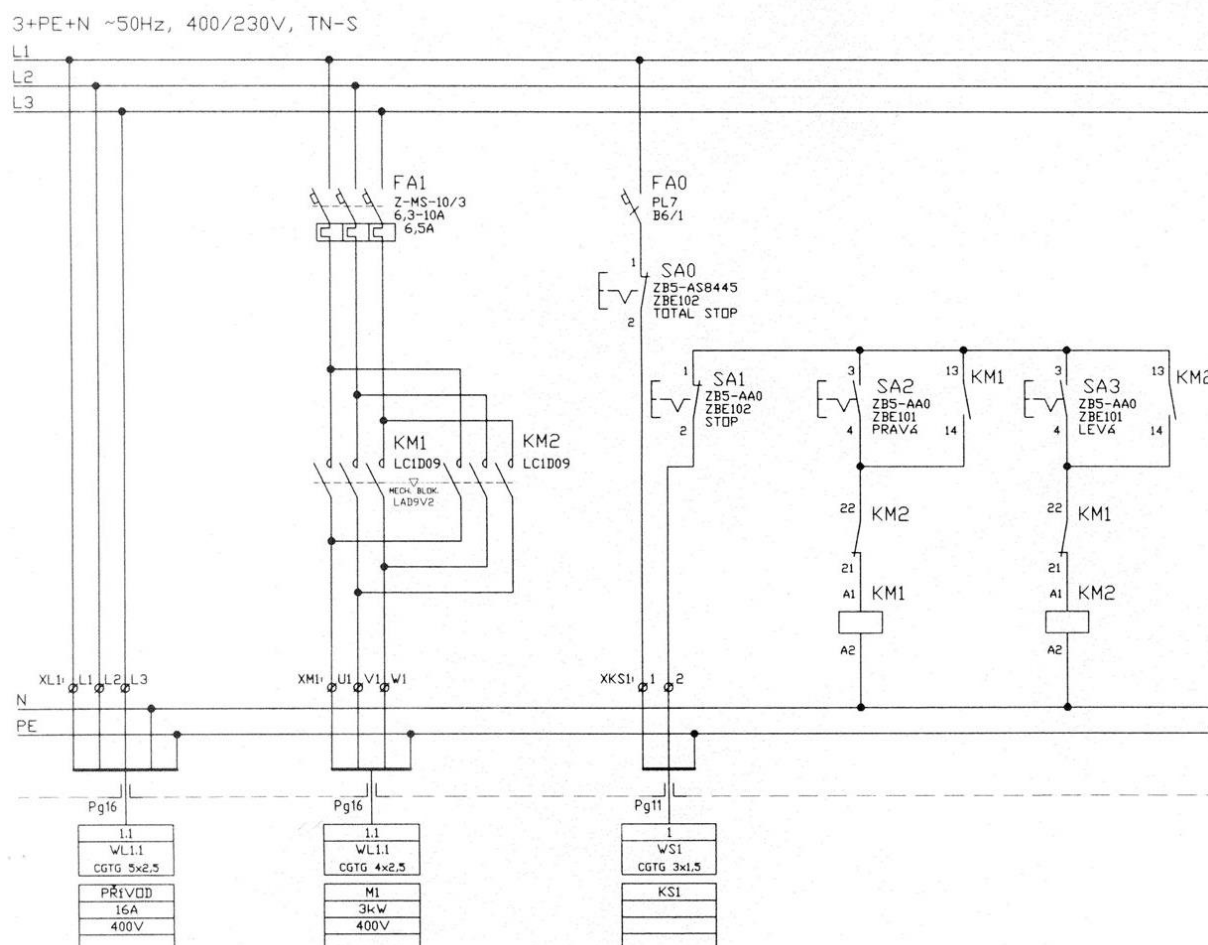 3+PE+N ~50Hz, 400/230V, TN-S
L1
L2
L3
FA1
Z-MS-10/3
6,3-10A
6,5A
FA0
PL7
B6/1
1
SA0
ZB5-AS8445
ZBE102
TOTAL STOP
2
1
SA1
ZB5-AA0
ZBE102
STOP
2
3
SA2
ZB5-AA0
ZBE101
PRAVÁ
4
13
KM1
14
3
SA3
ZB5-AA0
ZBE101
LEVÁ
4
13
KM2
14
KM1
LC1D09
KM2
LC1D09
MECH. BLOK.
LAD9V2
22
KM2
21
A1
KM1
A2
22
KM1
21
A1
KM2
A2
XL1: L1 L2 L3
XM1: U1 V1 W1
XKS1: 1 2
N
PE
Pg16
Pg16
Pg11
1.1
WL1.1
CGTG 5x2,5
PŘÍVOD
16A
400V
1.1
WL1.1
CGTG 4x2,5
M1
3kW
400V
1
WS1
CGTG 3x1,5
KS1